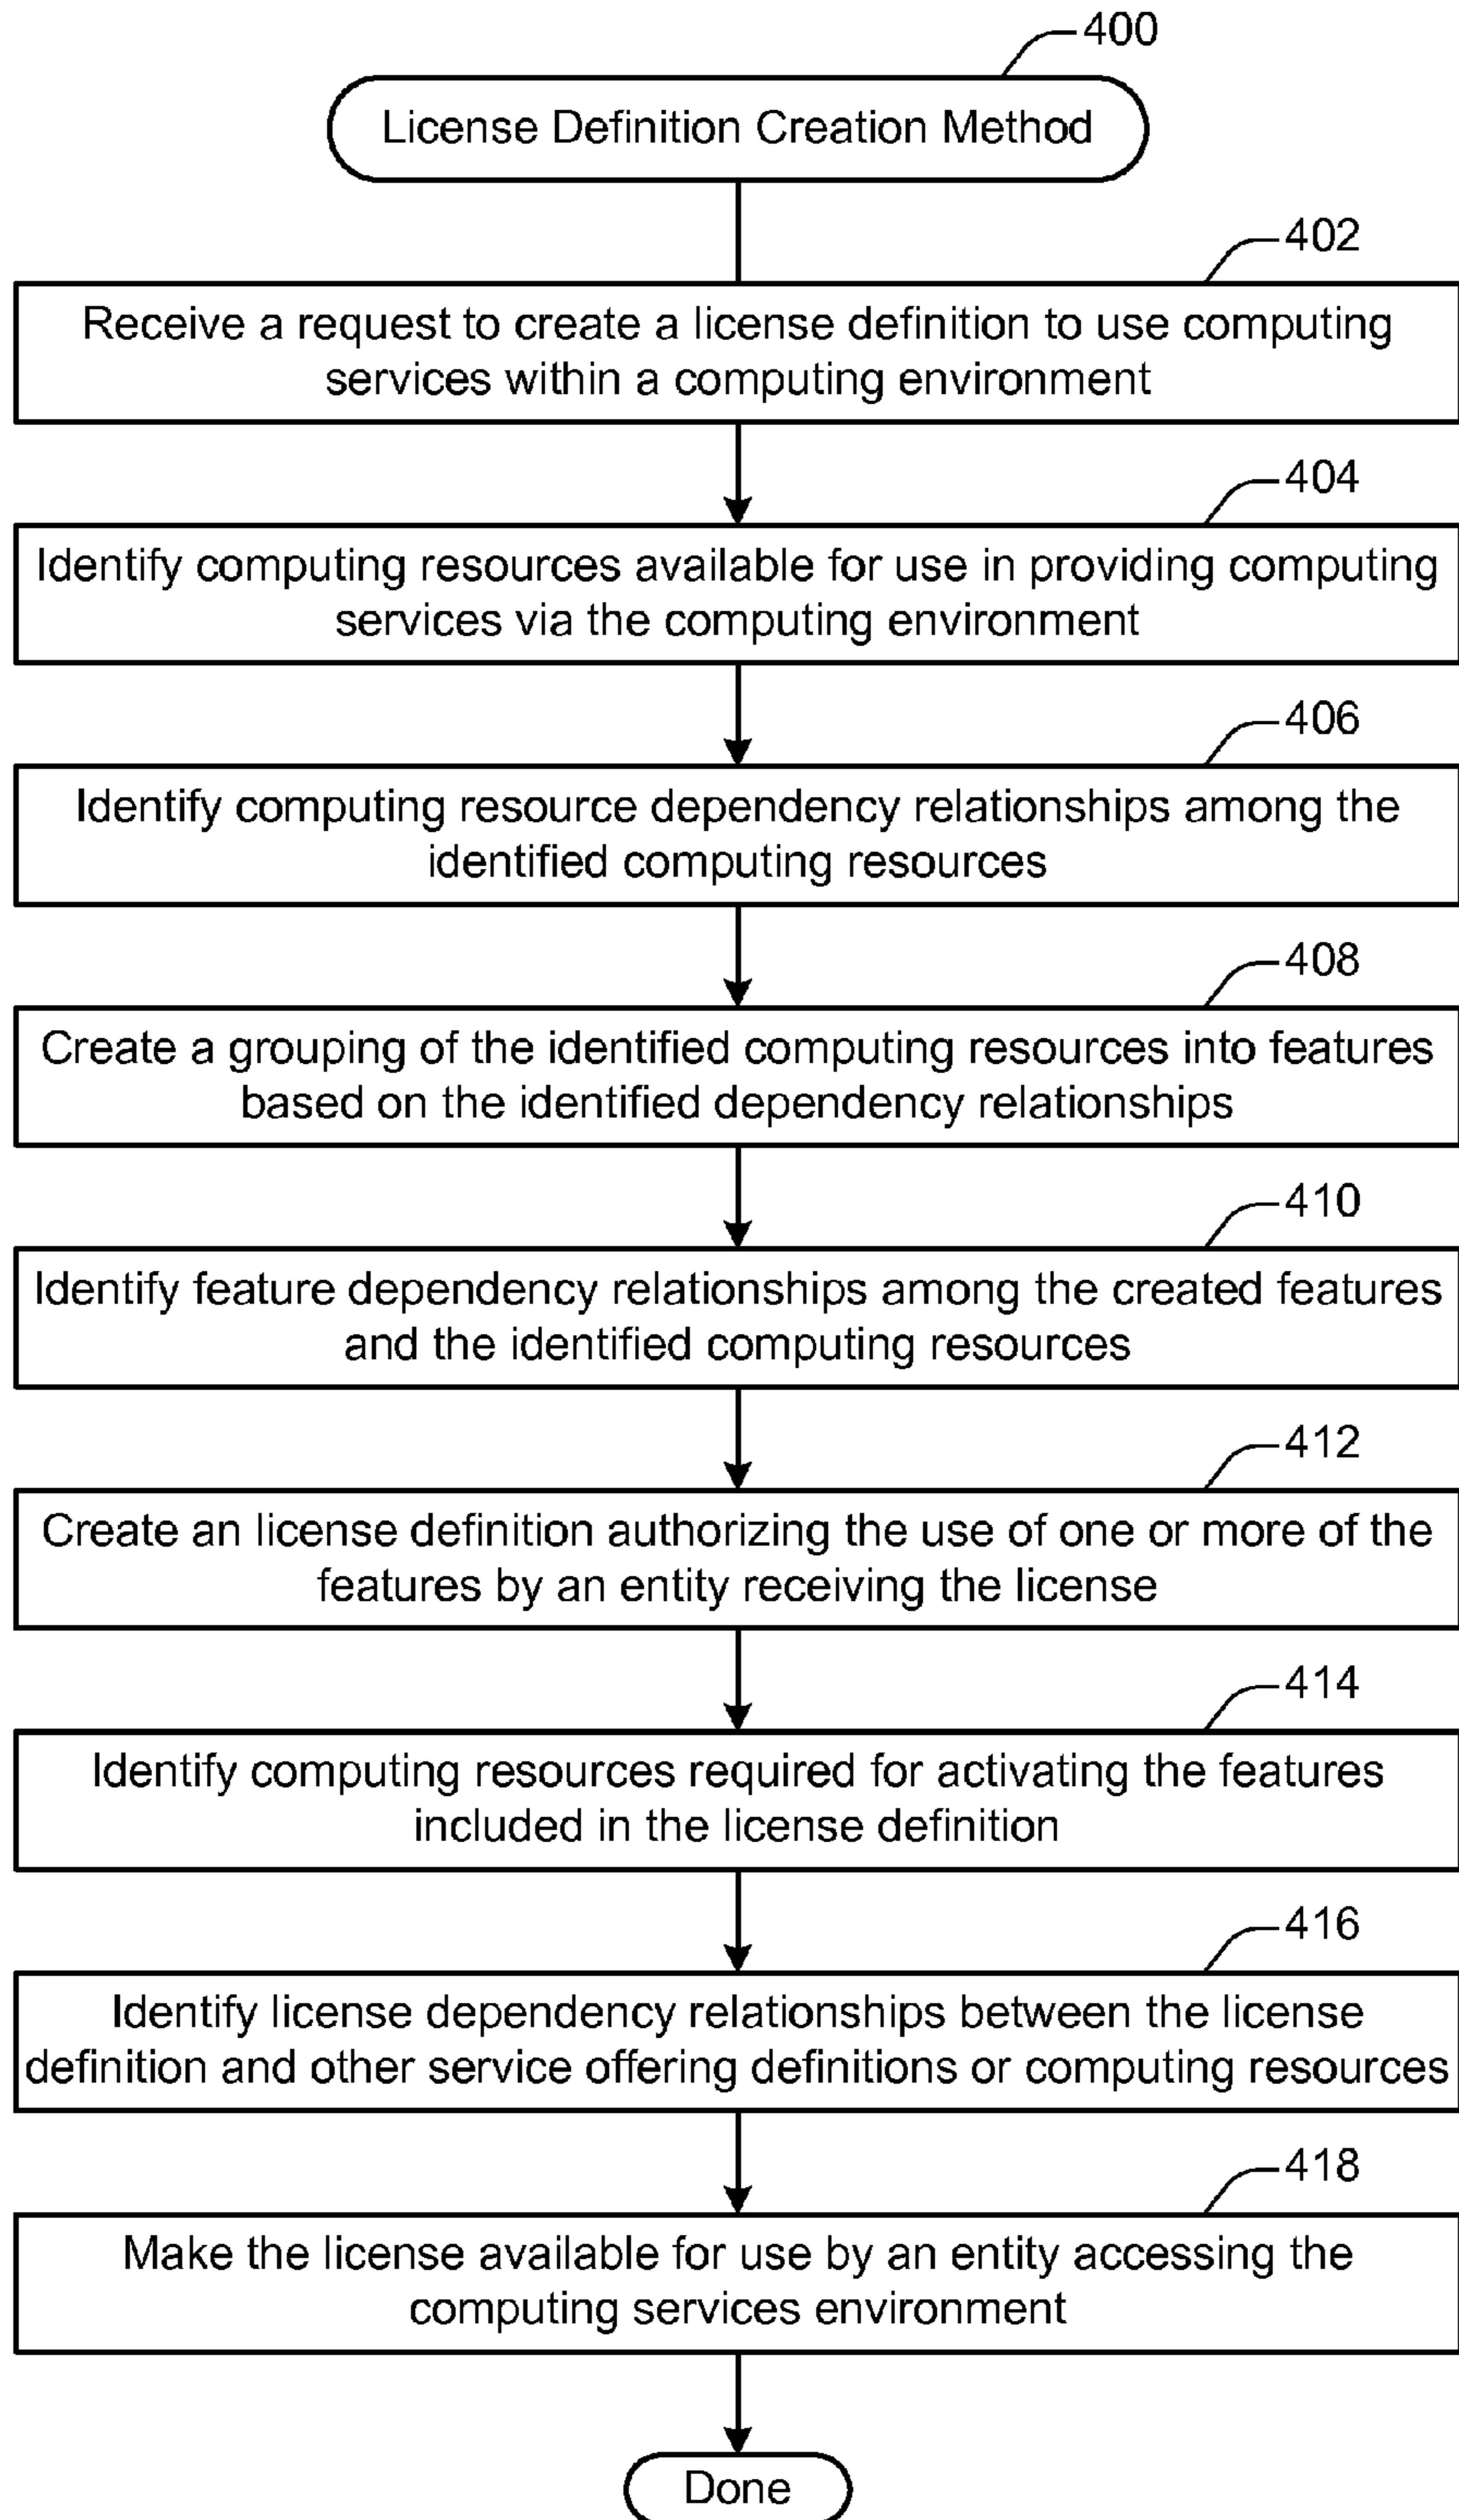 400
License Definition Creation Method
402
Receive a request to create a license definition to use computing
services within a computing environment
404
Identify computing resources available for use in providing computing
services via the computing environment
406
Identify computing resource dependency relationships among the
identified computing resources
408
Create a grouping of the identified computing resources into features
based on the identified dependency relationships
410
Identify feature dependency relationships among the created features
and the identified computing resources
412
Create an license definition authorizing the use of one or more of the
features by an entity receiving the license
414
Identify computing resources required for activating the features
included in the license definition
416
Identify license dependency relationships between the license
definition and other service offering definitions or computing resources
418
Make the license available for use by an entity accessing the
computing services environment
Done